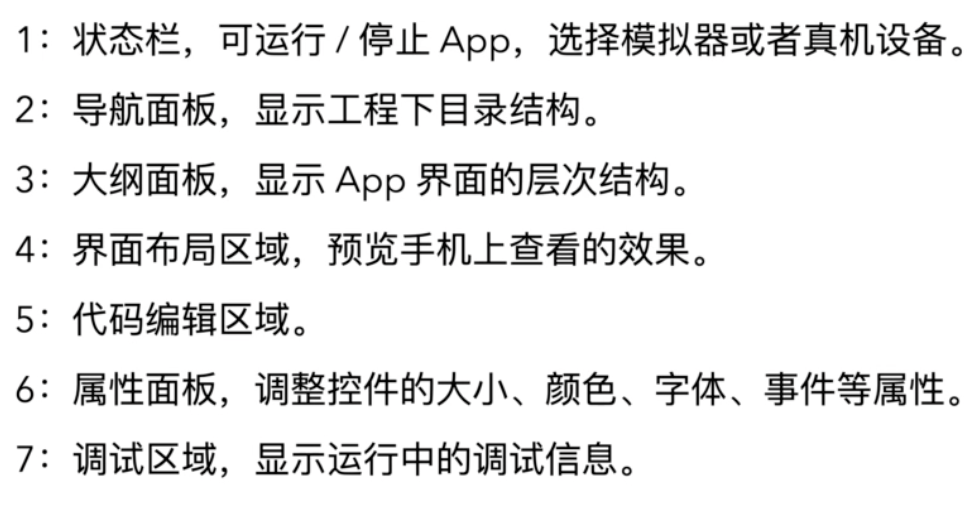 1：状态栏，可运行 / 停止 App，选择模拟器或者真机设备。
2：导航面板，显示工程下目录结构。
3：大纲面板，显示 App 界面的层次结构。
4：界面布局区域，预览手机上查看的效果。
5：代码编辑区域。
6：属性面板，调整控件的大小、颜色、字体、事件等属性。
7：调试区域，显示运行中的调试信息。